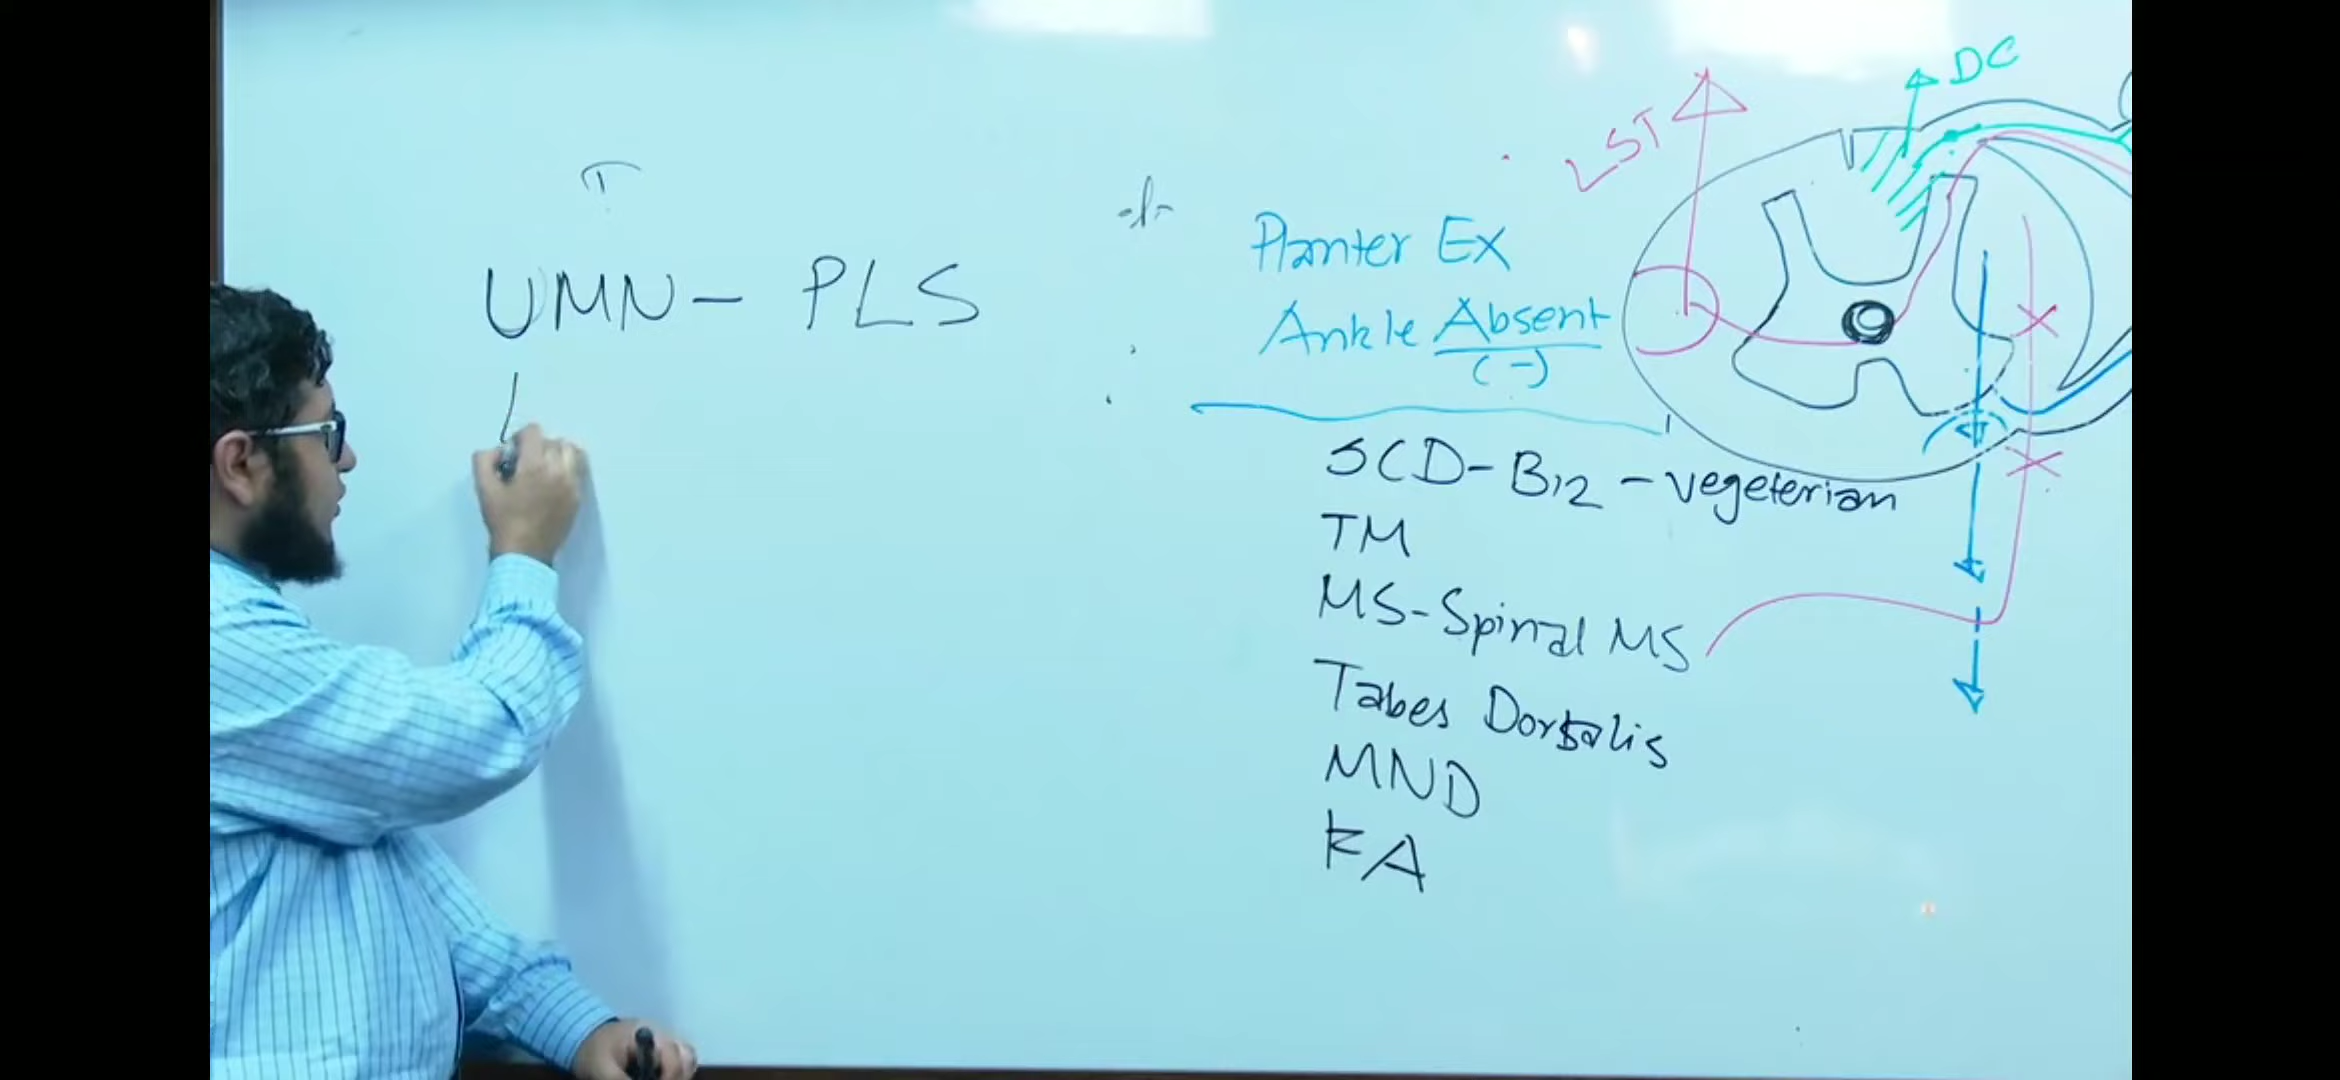 UMN - PLS
Planter Ex
Ankle Absent
(-)
LST
DC
SCD-B12 - vegeterian
TM
MS-Spinal MS
Tabes Dorsalis
MND
FA